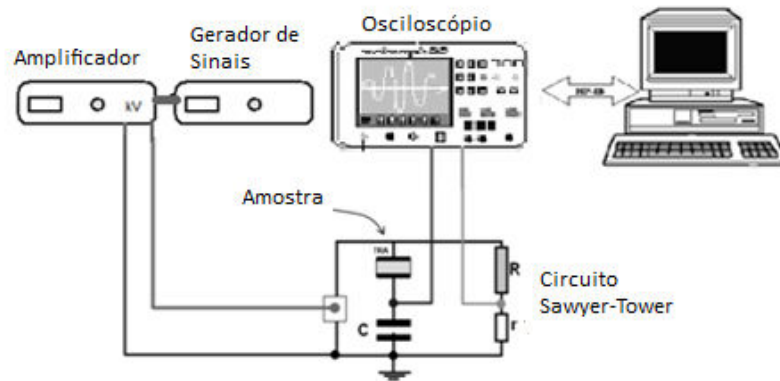 Osciloscópio
Gerador de
Sinais
Amplificador
kV
Amostra
R
Circuito
Sawyer-Tower
C
r